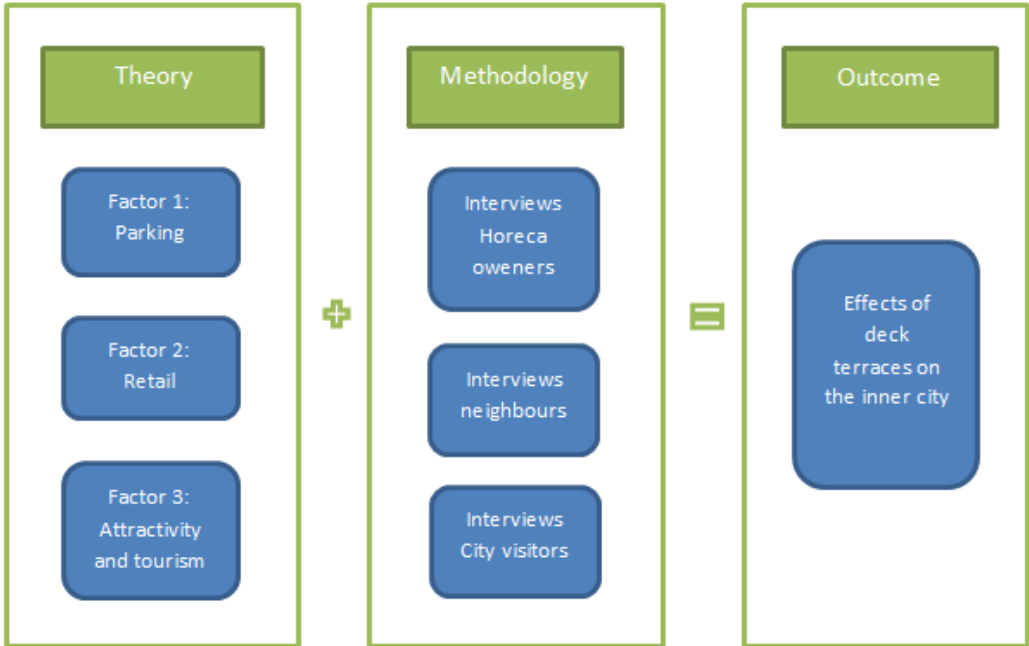 Theory
Factor 1:
Parking
Factor 2:
Retail
Factor 3:
Attractivity
and tourism
Methodology
Interviews
Horeca
oweners
Interviews
neighbours
Interviews
City visitors
Outcome
Effects of
deck
terraces on
the inner city